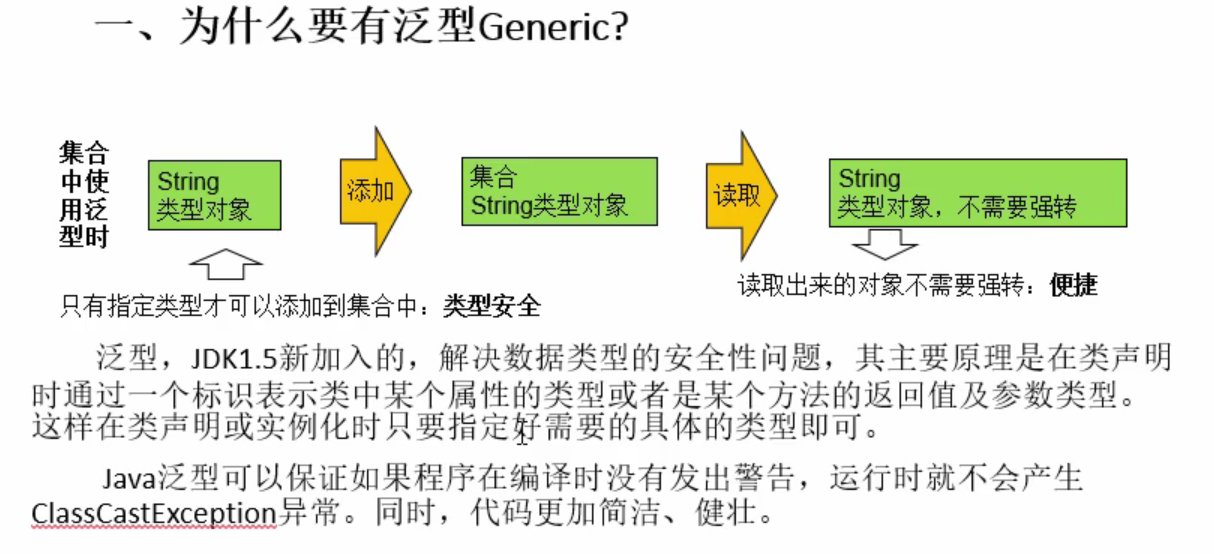 一、为什么要有泛型Generic?
集合
中使
用泛
型时
String
类型对象
添加
集合
String类型对象
读取
String
类型对象，不需要强转
只有指定类型才可以添加到集合中：类型安全
读取出来的对象不需要强转：便捷
泛型，JDK1.5新加入的，解决数据类型的安全性问题，其主要原理是在类声明
时通过一个标识表示类中某个属性的类型或者是某个方法的返回值及参数类型。
这样在类声明或实例化时只要指定好需要的具体的类型即可。
Java泛型可以保证如果程序在编译时没有发出警告，运行时就不会产生
ClassCastException异常。同时，代码更加简洁、健壮。